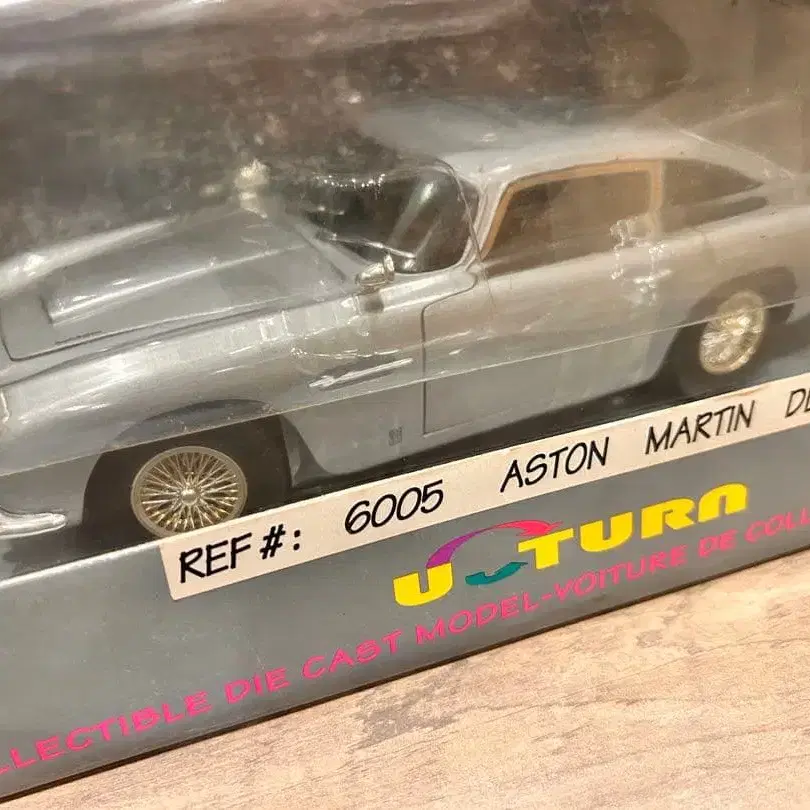 REF #: 6005 ASTON MARTIN
U-TURN
DIE CAST MODEL-VOITURE DE